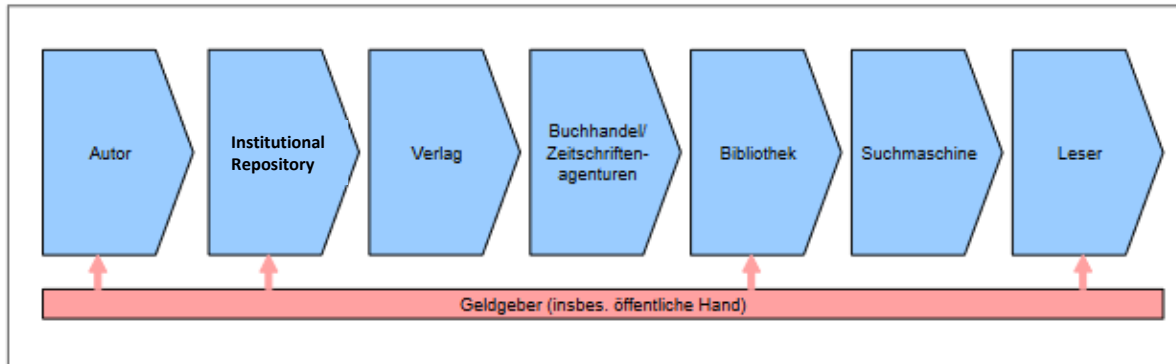 Autor
Institutional
Repository
Verlag
Buchhandel/
Zeitschriften-
agenturen
Bibliothek
Suchmaschine
Leser
Geldgeber (insbes. öffentliche Hand)